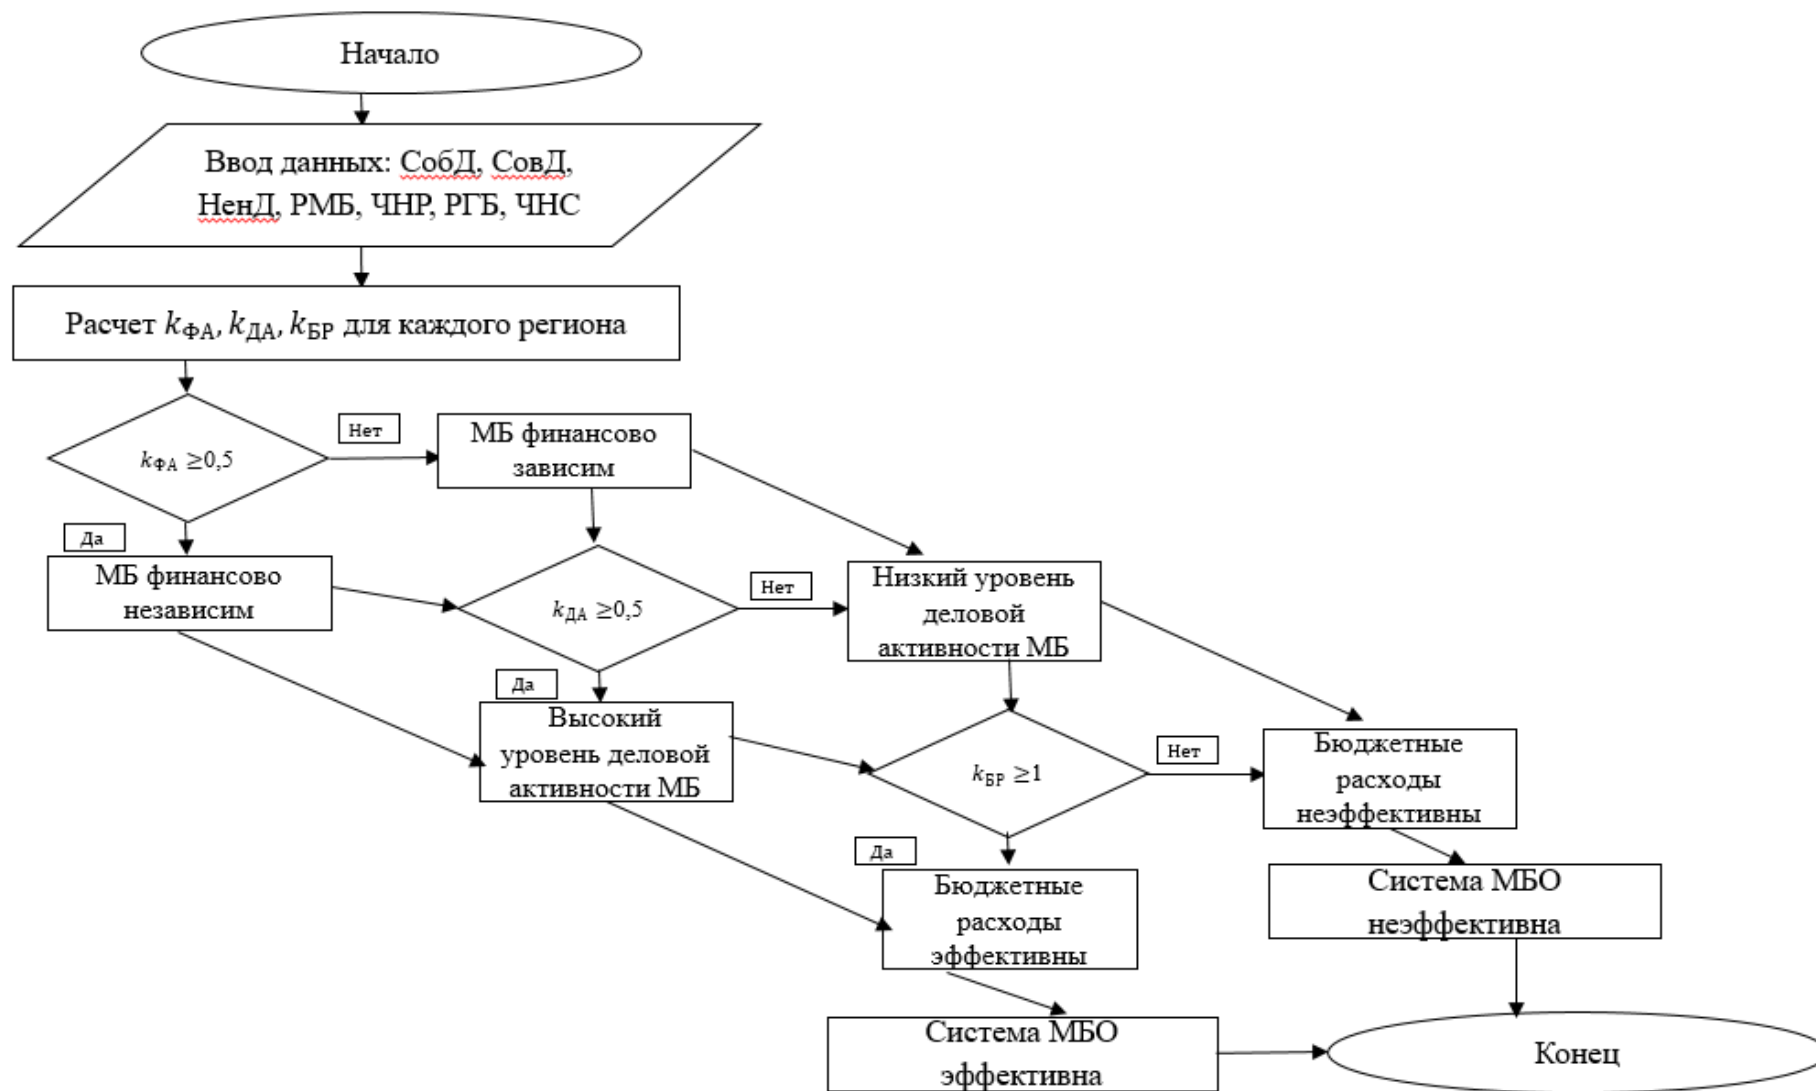 Начало
Ввод данных: СобД, СовД,
НенД, РМБ, ЧНР, РГБ, ЧНС
Расчет kФА, kДА, kБР для каждого региона
kФА ≥0,5
Нет
МБ финансово
зависим
Да
МБ финансово
независим
kДА ≥0,5
Нет
Низкий уровень
деловой
активности МБ
Да
Высокий
уровень деловой
активности МБ
kБР ≥1
Нет
Бюджетные
расходы
неэффективны
Да
Бюджетные
расходы
эффективны
Система МБО
неэффективна
Система МБО
эффективна
Конец